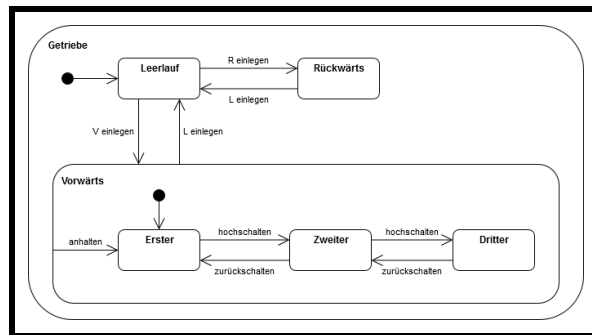 Getriebe
Leerlauf
R einlegen
Rückwärts
L einlegen
V einlegen
L einlegen
Vorwärts
anhalten
Erster
hochschalten
Zweiter
hochschalten
Dritter
zurückschalten
zurückschalten